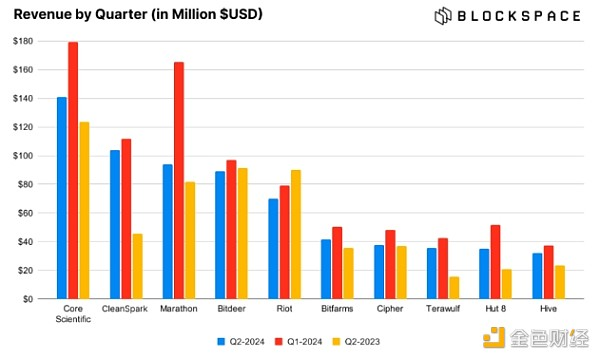 Revenue by Quarter (in Million $USD)
BLOCKSPACE
$180
$160
$140
$120
$100
$80
$60
$40
$20
$0
Core Scientific
CleanSpark
Marathon
Bitdeer
Riot
Bitfarms
Cipher
Terawulf
Hut 8
Hive
Q2-2024
Q1-2024
Q2-2023
金色财经